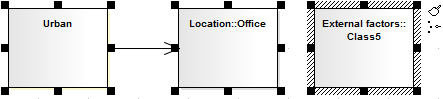 Urban
Location::Office
External factors::
Class5